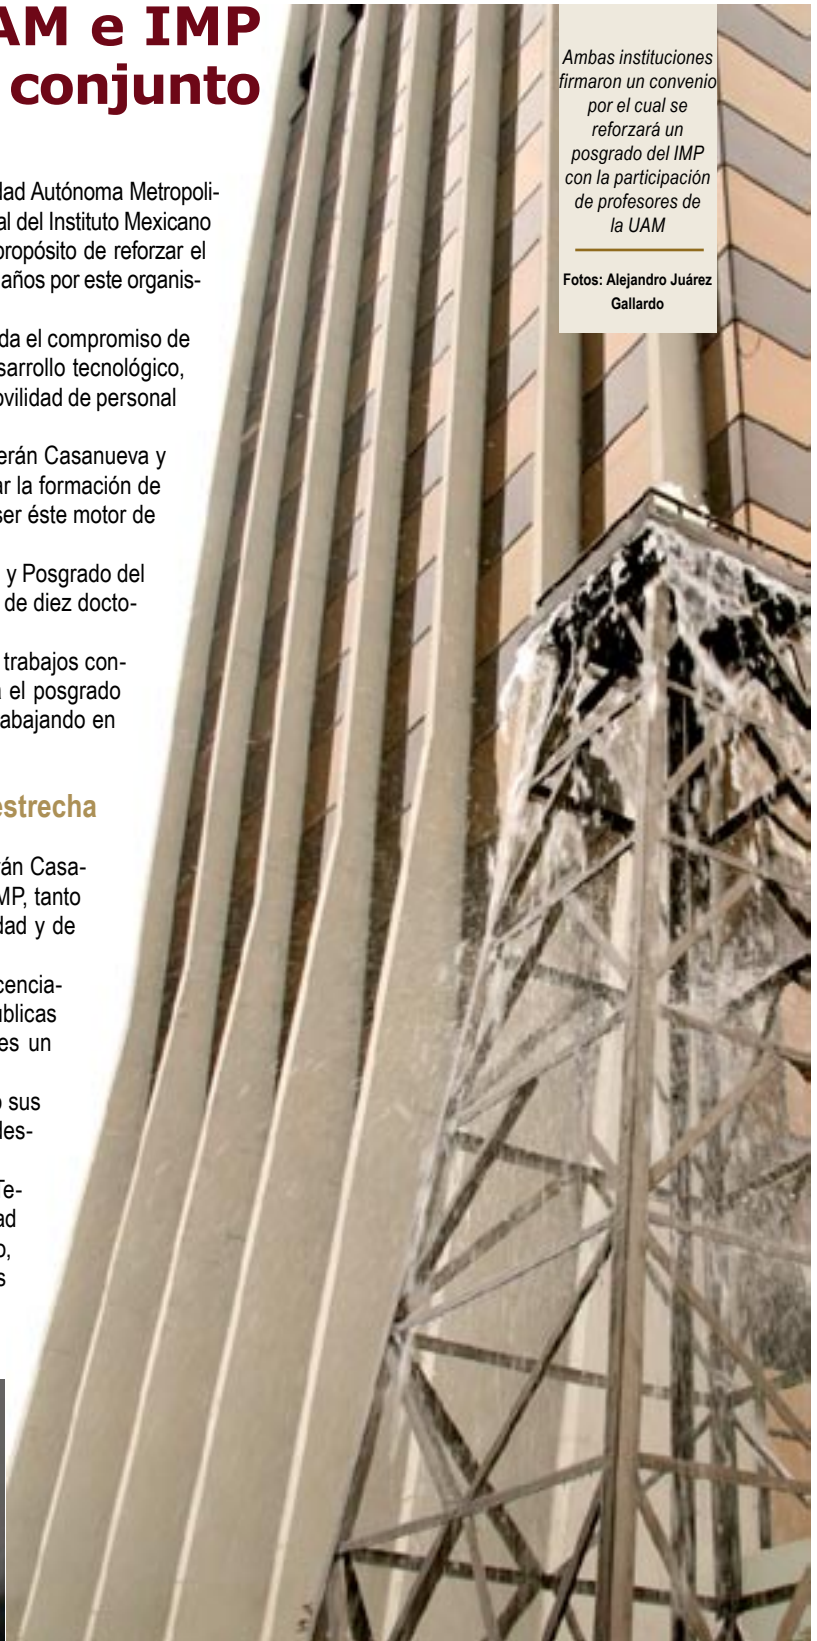 AM e IMP
conjunto
dad Autónoma Metropoli-
al del Instituto Mexicano
propósito de reforzar el
años por este organis-
da el compromiso de
sarrollo tecnológico,
ovilidad de personal
erán Casanueva y
ar la formación de
ser éste motor de
y Posgrado del
de diez docto-
trabajos con-
a el posgrado
abajando en
estrecha
rán Casa-
MP, tanto
dad y de
cencia-
úblicas
es un
o sus
des-
Te-
ad
o,
s
Ambas instituciones
firmaron un convenio
por el cual se
reforzará un
posgrado del IMP
con la participación
de profesores de
la UAM
Fotos: Alejandro Juárez
Gallardo